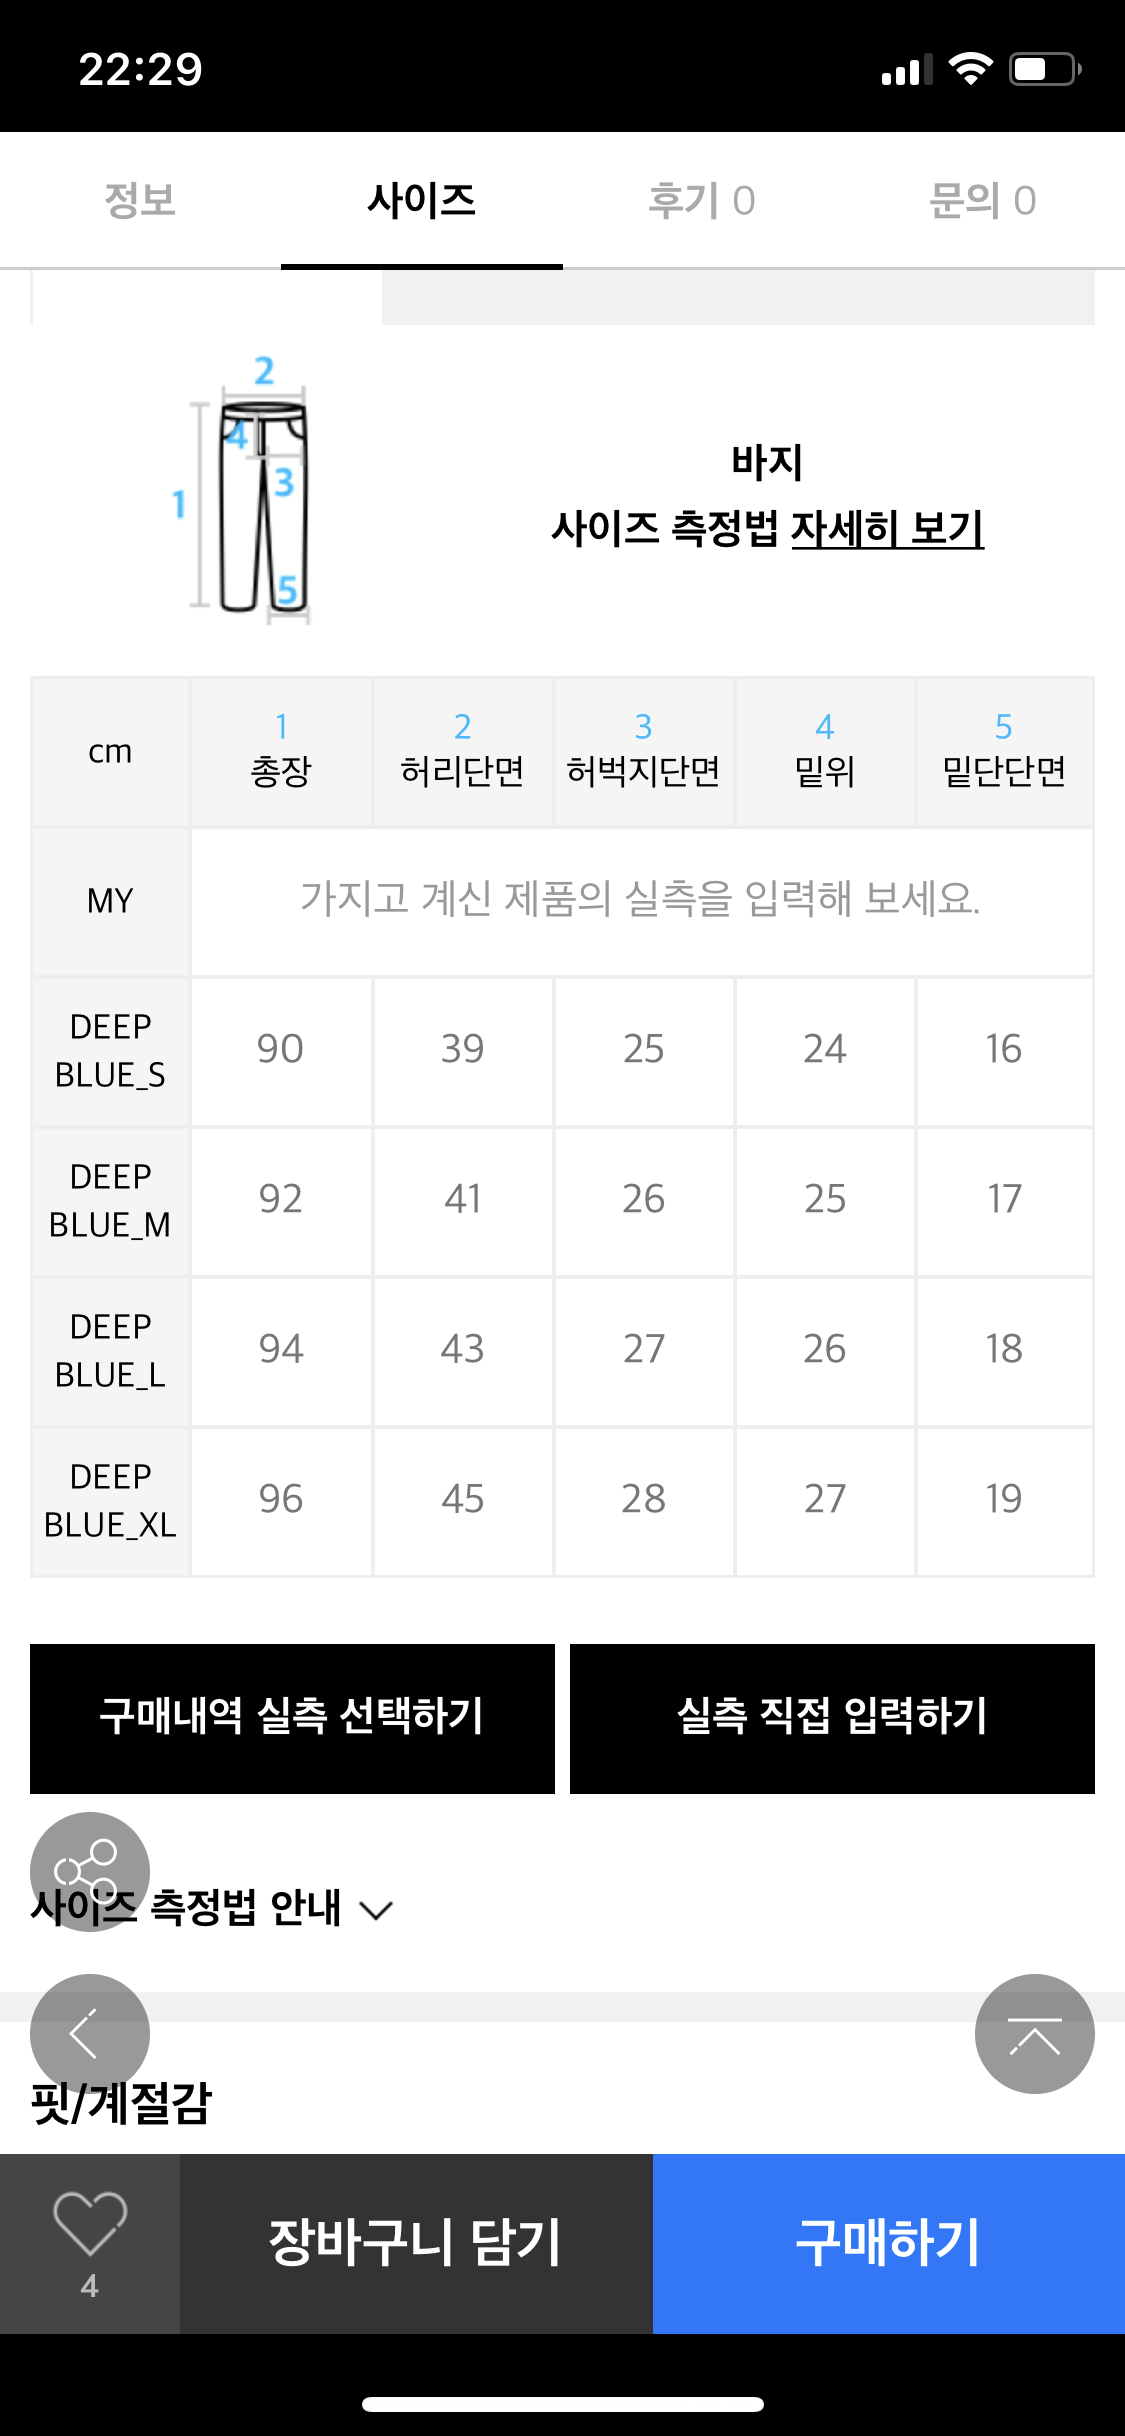 22:29
정보 사이즈 후기 0 문의 0
2
4
3
1
5
바지
사이즈 측정법 자세히 보기
cm 1 총장 2 허리단면 3 허벅지단면 4 밑위 5 밑단단면
MY 가지고 계신 제품의 실측을 입력해 보세요.
DEEP BLUE_S 90 39 25 24 16
DEEP BLUE_M 92 41 26 25 17
DEEP BLUE_L 94 43 27 26 18
DEEP BLUE_XL 96 45 28 27 19
구매내역 실측 선택하기 실측 직접 입력하기
사이즈 측정법 안내
핏/계절감
4 장바구니 담기 구매하기